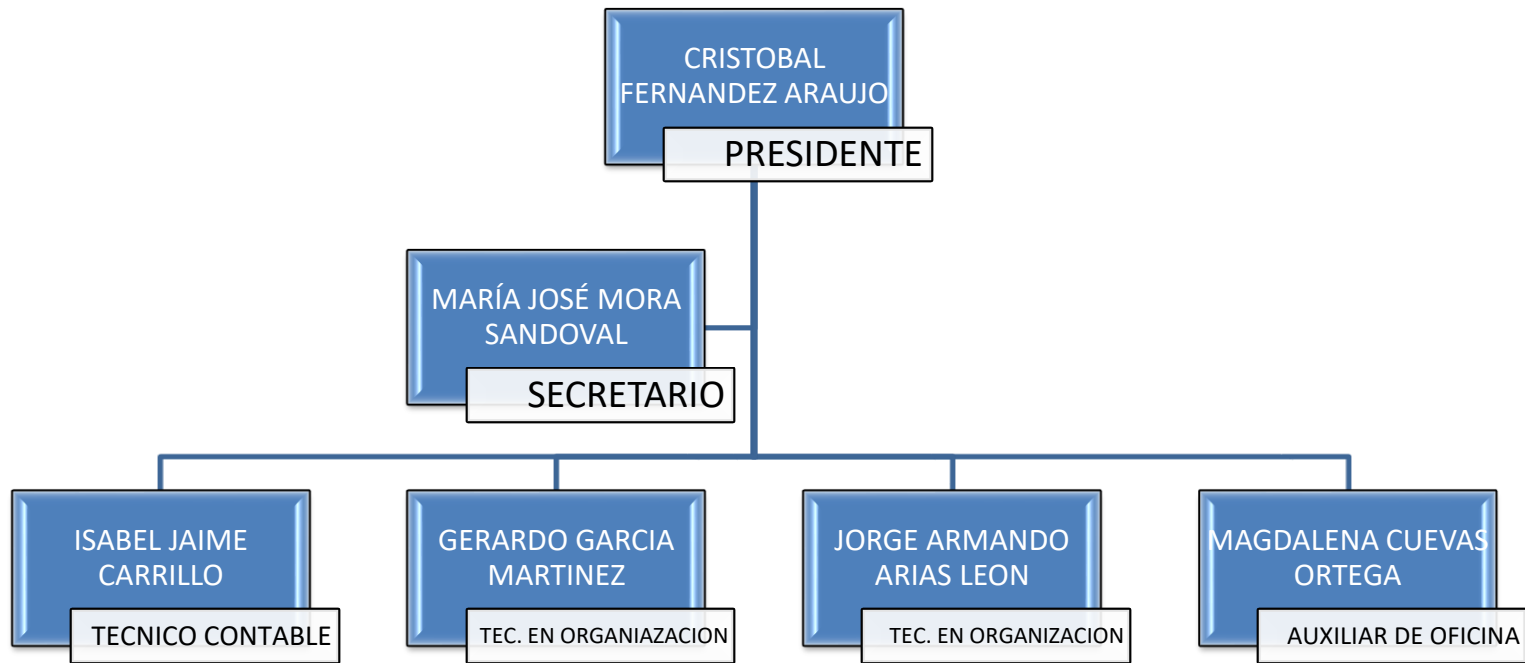 CRISTOBAL
FERNANDEZ ARAUJO
PRESIDENTE
MARÍA JOSÉ MORA
SANDOVAL
SECRETARIO
ISABEL JAIME
CARRILLO
TECNICO CONTABLE
GERARDO GARCIA
MARTINEZ
TEC. EN ORGANIAZACION
JORGE ARMANDO
ARIAS LEON
TEC. EN ORGANIZACION
MAGDALENA CUEVAS
ORTEGA
AUXILIAR DE OFICINA